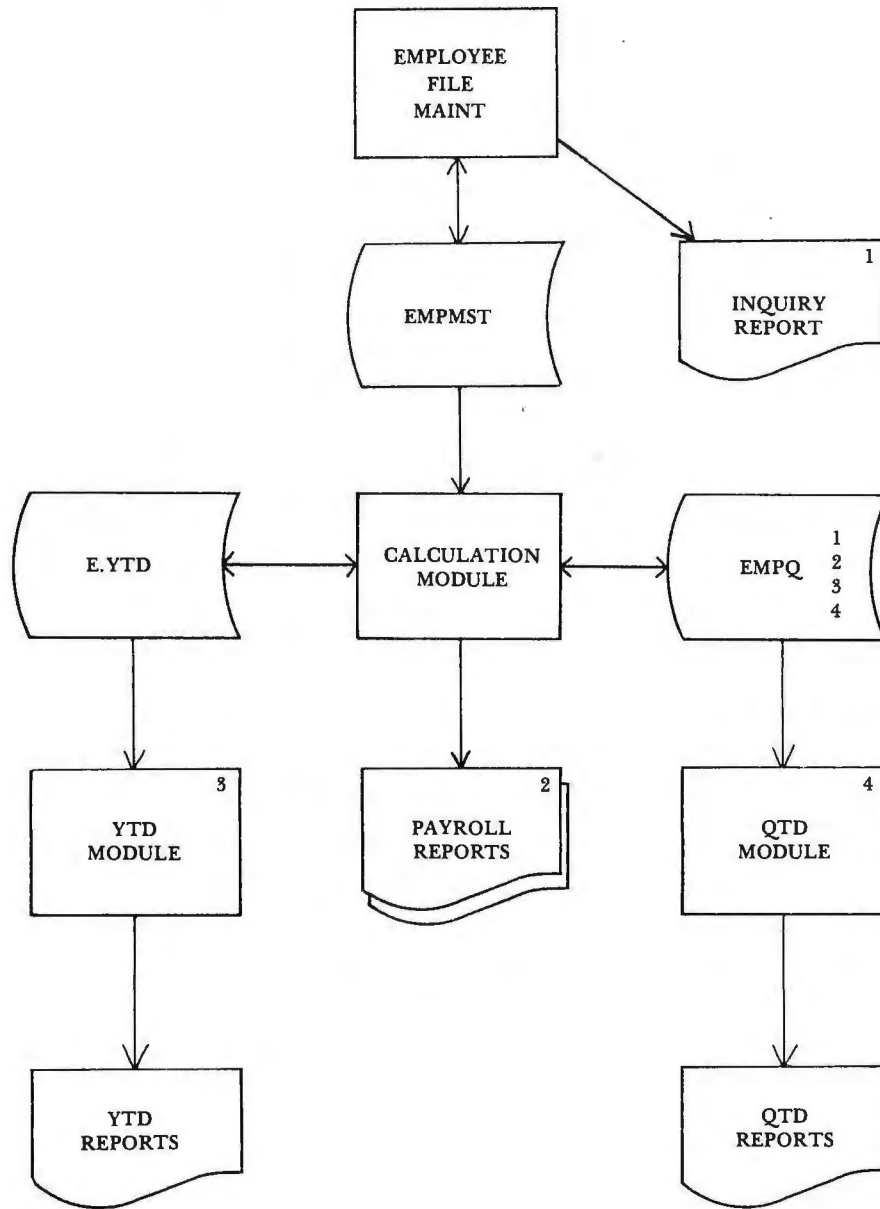 EMPLOYEE
FILE
MAINT
EMPMST
1
INQUIRY
REPORT
E.YTD
CALCULATION
MODULE
EMPQ
1
2
3
4
3
YTD
MODULE
2
PAYROLL
REPORTS
4
QTD
MODULE
YTD
REPORTS
QTD
REPORTS